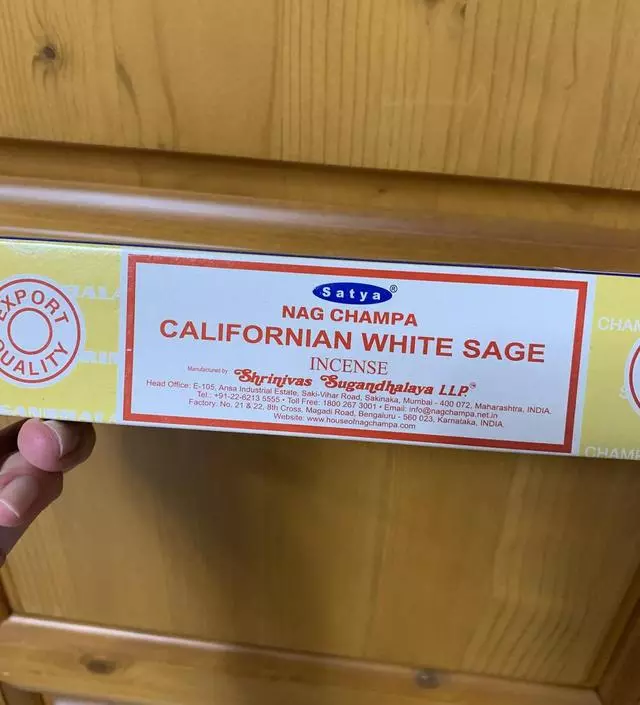 EXPORT
QUALITY
Satya®
NAG CHAMPA
CALIFORNIAN WHITE SAGE
INCENSE
Manufactured by Shrinivas Sugandhalaya LLP.™
Head Office: E-105, Ansa Industrial Estate, Saki-Vihar Road, Sakinaka, Mumbai - 400 072, Maharashtra, INDIA.
Tel.: +91-22-6213 5555 • Toll Free: 1800 267 3001 • Email: info@nagchampa.net.in
Factory: No. 21 & 22, 8th Cross, Magadi Road, Bengaluru - 560 023, Karnataka, INDIA.
Website: www.houseofnagchampa.com